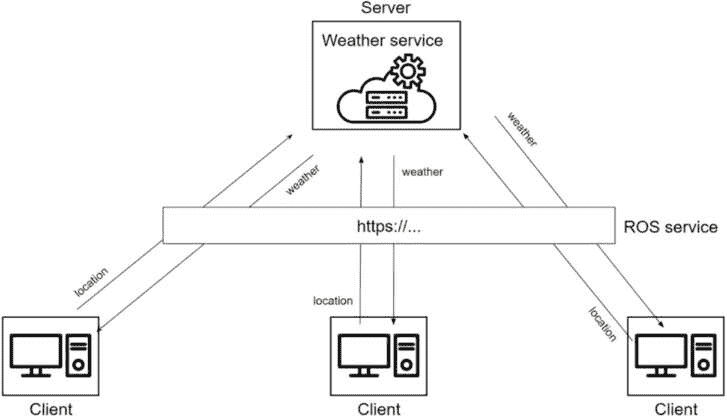 Server
Weather service
weather
weather
weather
https://...
ROS service
location
location
location
Client
Client
Client